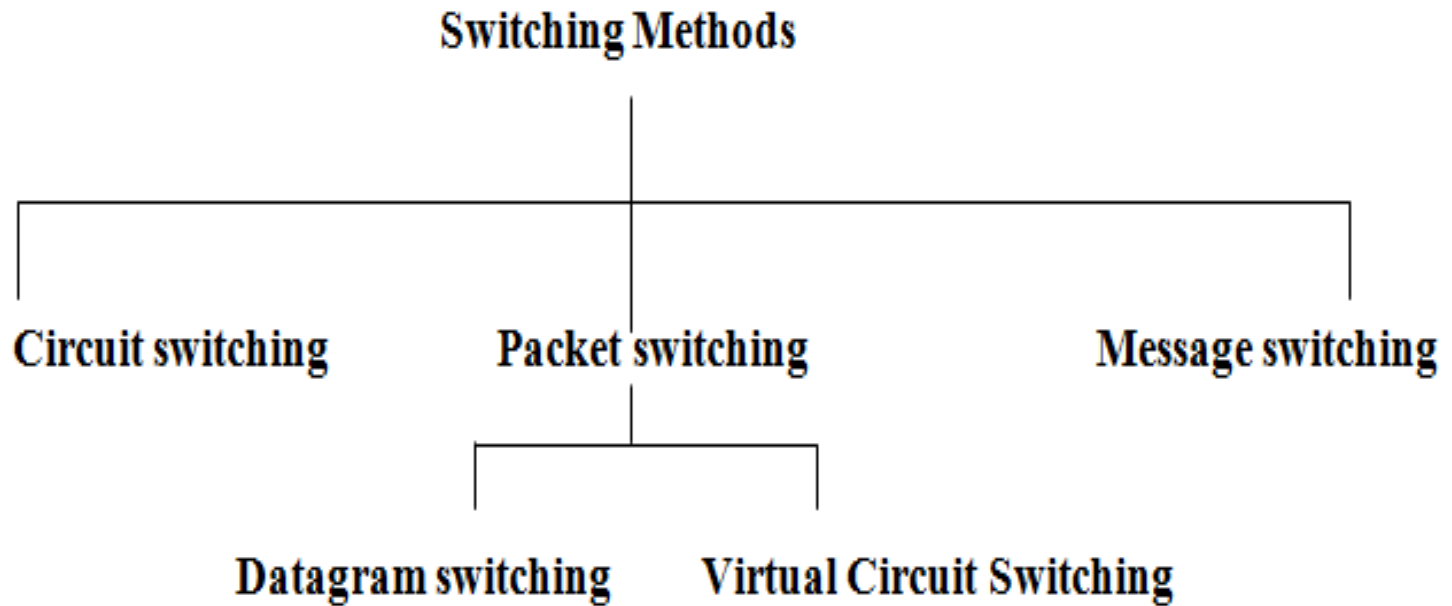 Switching Methods
Circuit switching
Packet switching
Message switching
Datagram switching
Virtual Circuit Switching